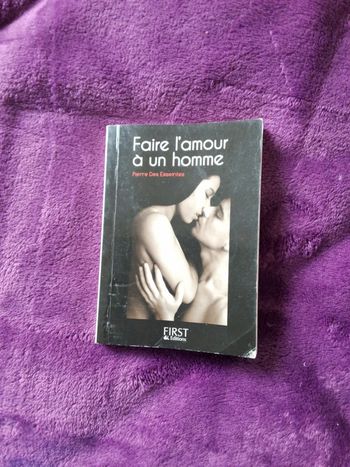 Faire l'amour
à un homme
Pierre Des Esseintes
FIRST
Editions